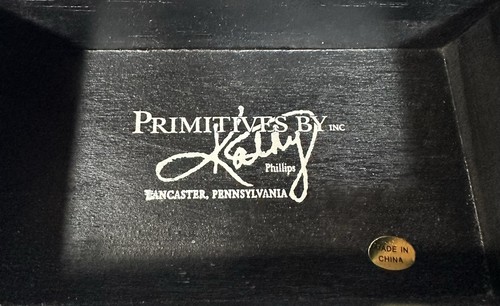 PRIMITIVES BY INC
Kathy
Phillips
LANCASTER, PENNSYLVANIA
MADE IN
CHINA